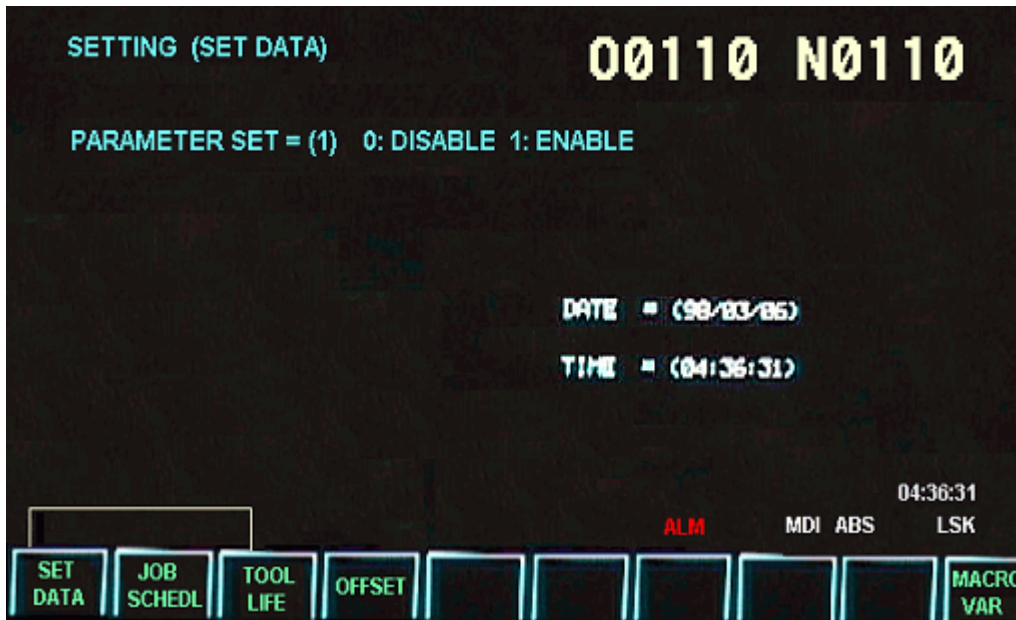 SETTING (SET DATA)
O0110 N0110
PARAMETER SET = (1) 0: DISABLE 1: ENABLE
DATE = (98/03/06)
TIME = (04:36:31)
04:36:31
ALM MDI ABS LSK
SET DATA
JOB SCHEDL
TOOL LIFE
OFFSET
MACRO VAR